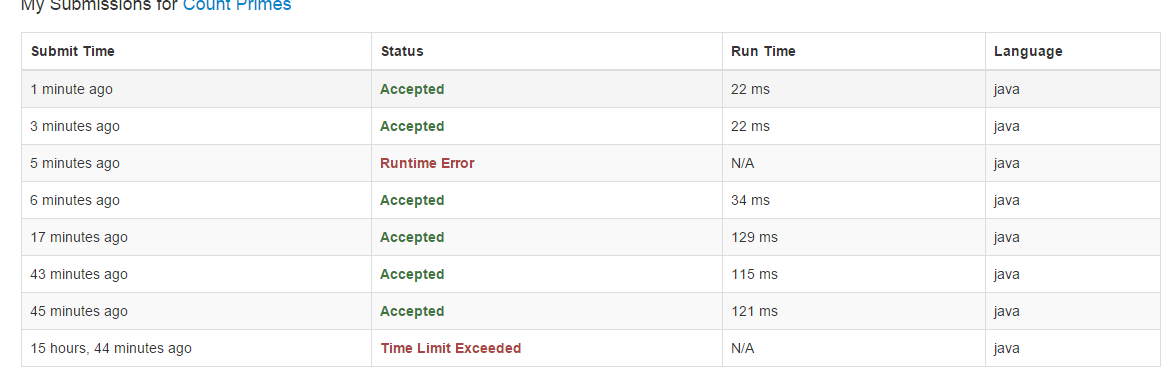 My Submissions for Count Primes
Submit Time Status Run Time Language
1 minute ago Accepted 22 ms java
3 minutes ago Accepted 22 ms java
5 minutes ago Runtime Error N/A java
6 minutes ago Accepted 34 ms java
17 minutes ago Accepted 129 ms java
43 minutes ago Accepted 115 ms java
45 minutes ago Accepted 121 ms java
15 hours, 44 minutes ago Time Limit Exceeded N/A java